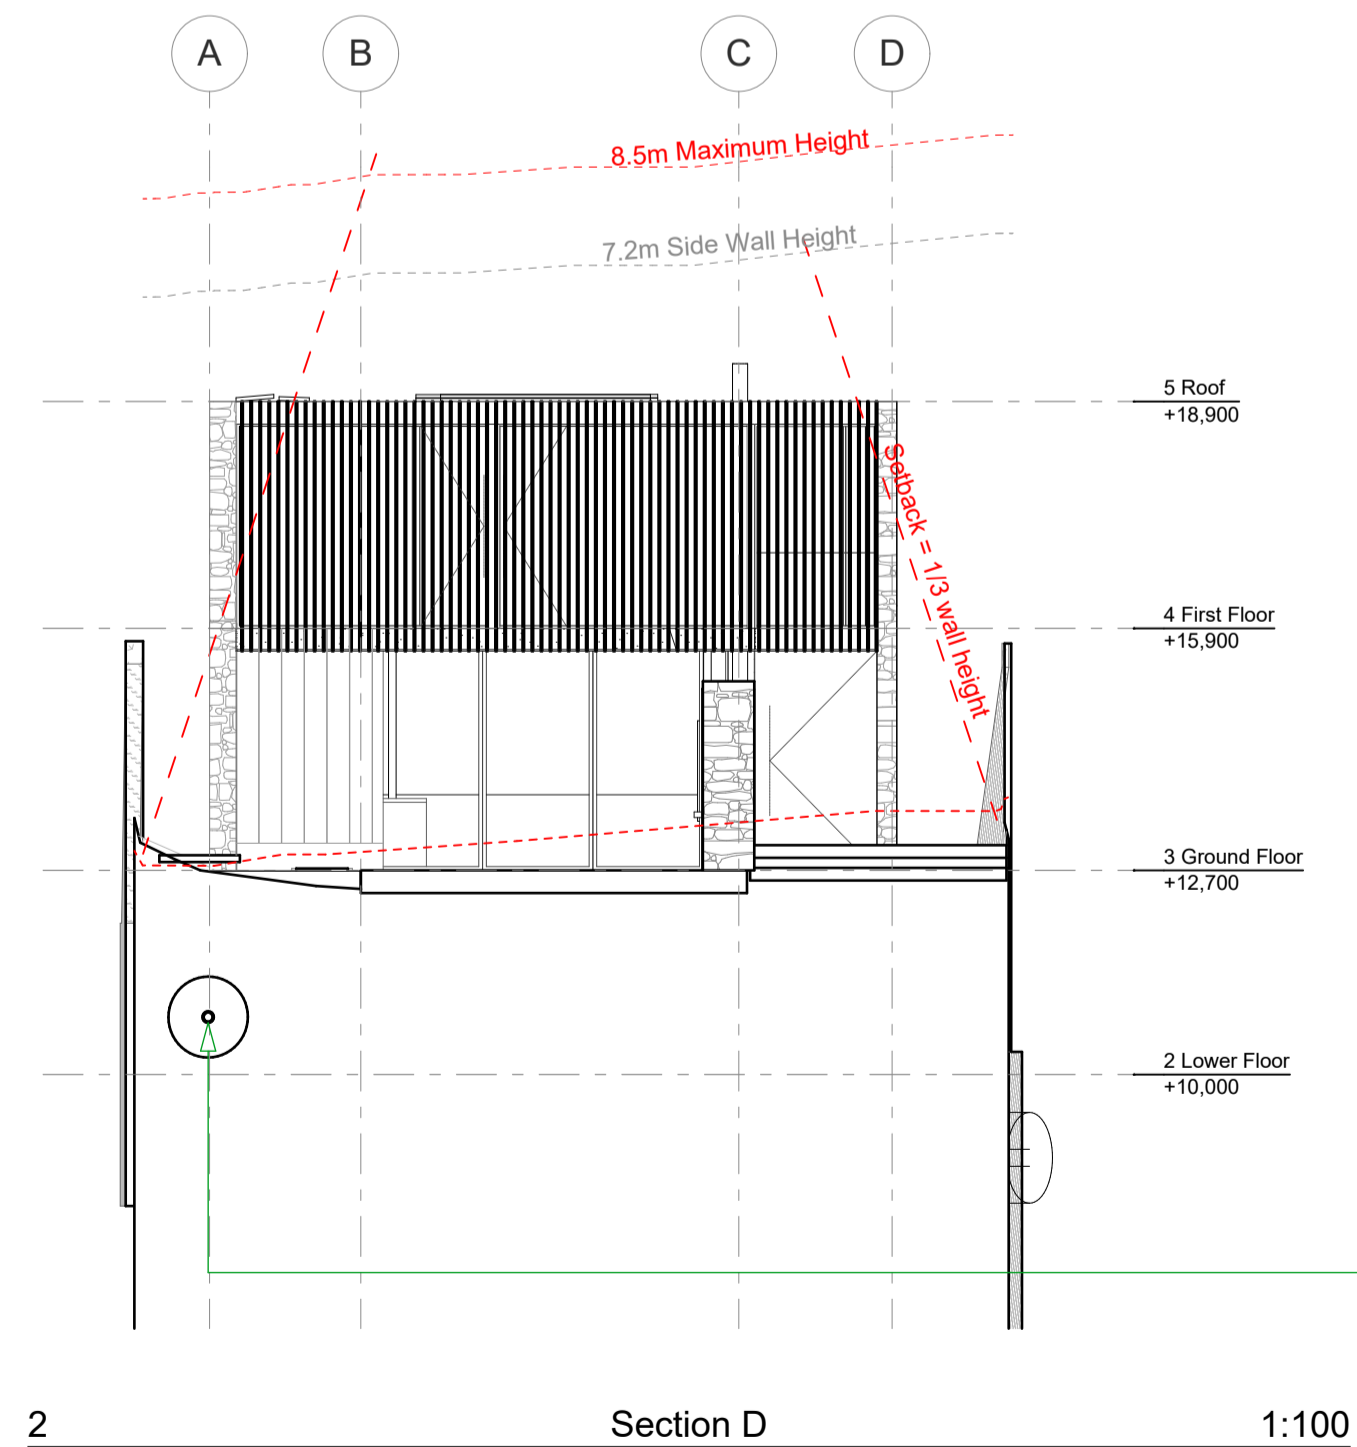 A B C D
8.5m Maximum Height
7.2m Side Wall Height
5 Roof
+18,900
Setback = 1/3 wall height
4 First Floor
+15,900
3 Ground Floor
+12,700
2 Lower Floor
+10,000
2 Section D 1:100